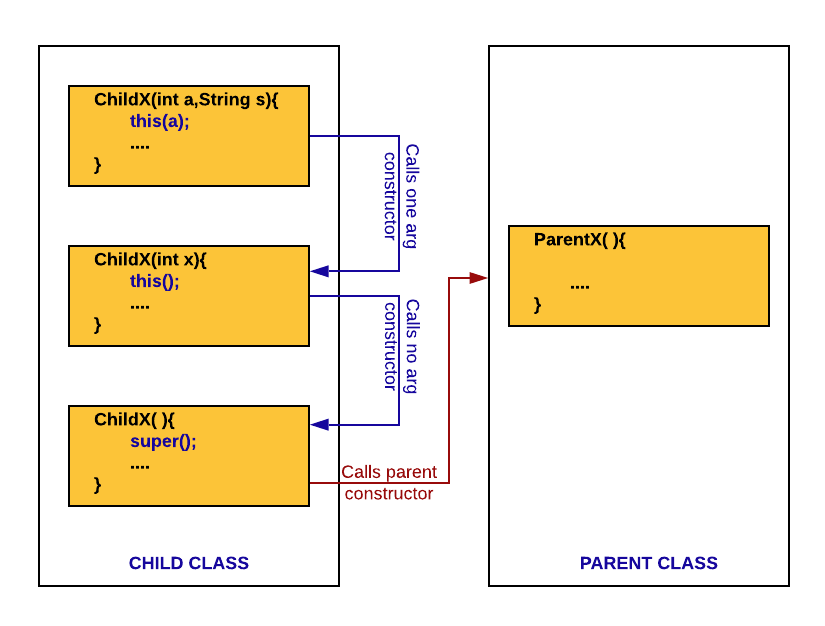 ChildX(int a,String s){
this(a);
....
}
Calls one arg
constructor
ChildX(int x){
this();
....
}
Calls no arg
constructor
ChildX( ){
super();
....
}
Calls parent
constructor
CHILD CLASS
ParentX( ){
....
}
PARENT CLASS